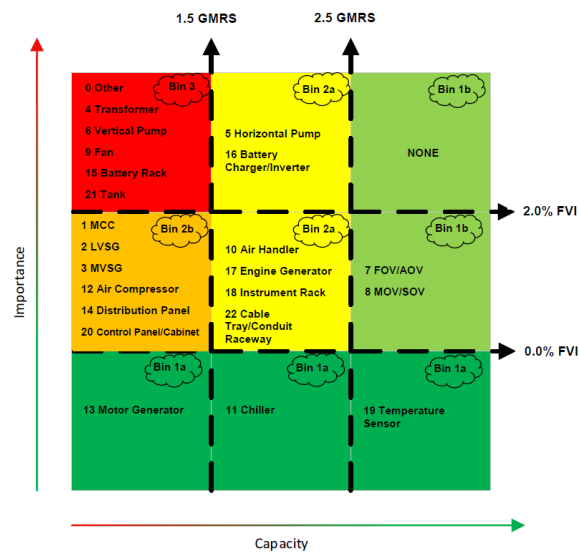 1.5 GMRS
2.5 GMRS
0 Other
Bin 3
4 Transformer
6 Vertical Pump
9 Fan
15 Battery Rack
21 Tank
Bin 2a
5 Horizontal Pump
16 Battery
Charger/Inverter
Bin 1b
NONE
2.0% FVI
1 MCC
Bin 2b
2 LVSG
3 MVSG
12 Air Compressor
14 Distribution Panel
20 Control Panel/Cabinet
Bin 2a
10 Air Handler
17 Engine Generator
18 Instrument Rack
22 Cable
Tray/Conduit
Raceway
Bin 1b
7 FOV/AOV
8 MOV/SOV
0.0% FVI
Bin 1a
13 Motor Generator
Bin 1a
11 Chiller
Bin 1a
19 Temperature
Sensor
Importance
Capacity